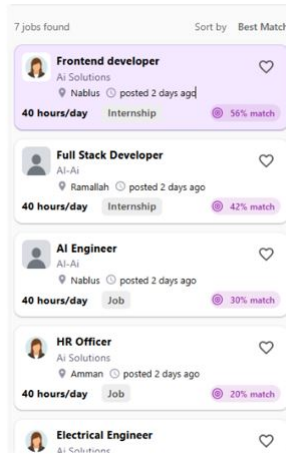 7 jobs found Sort by Best Match
Frontend developer
Ai Solutions
Nablus posted 2 days ago
40 hours/day Internship 56% match
Full Stack Developer
Al-Ai
Ramallah posted 2 days ago
40 hours/day Internship 42% match
AI Engineer
Al-Ai
Nablus posted 2 days ago
40 hours/day Job 30% match
HR Officer
Ai Solutions
Amman posted 2 days ago
40 hours/day Job 20% match
Electrical Engineer
Ai Solutions